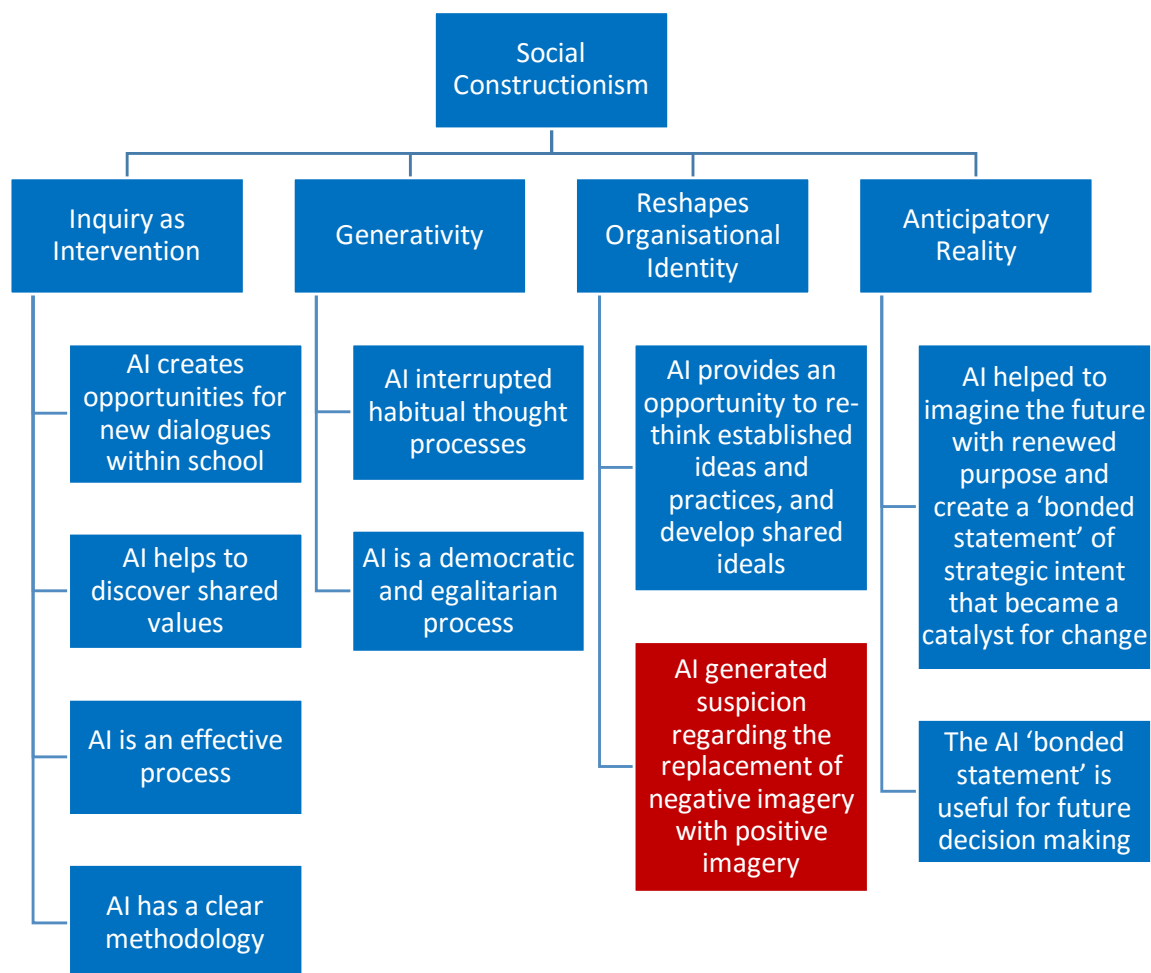 Social
Constructionism
Inquiry as
Intervention
Generativity
Reshapes
Organisational
Identity
Anticipatory
Reality
AI creates
opportunities for
new dialogues
within school
AI helps to
discover shared
values
AI is an effective
process
AI has a clear
methodology
AI interrupted
habitual thought
processes
AI is a democratic
and egalitarian
process
AI provides an
opportunity to re-
think established
ideas and
practices, and
develop shared
ideals
AI generated
suspicion
regarding the
replacement of
negative imagery
with positive
imagery
AI helped to
imagine the future
with renewed
purpose and
create a ‘bonded
statement’ of
strategic intent
that became a
catalyst for change
The AI ‘bonded
statement’ is
useful for future
decision making